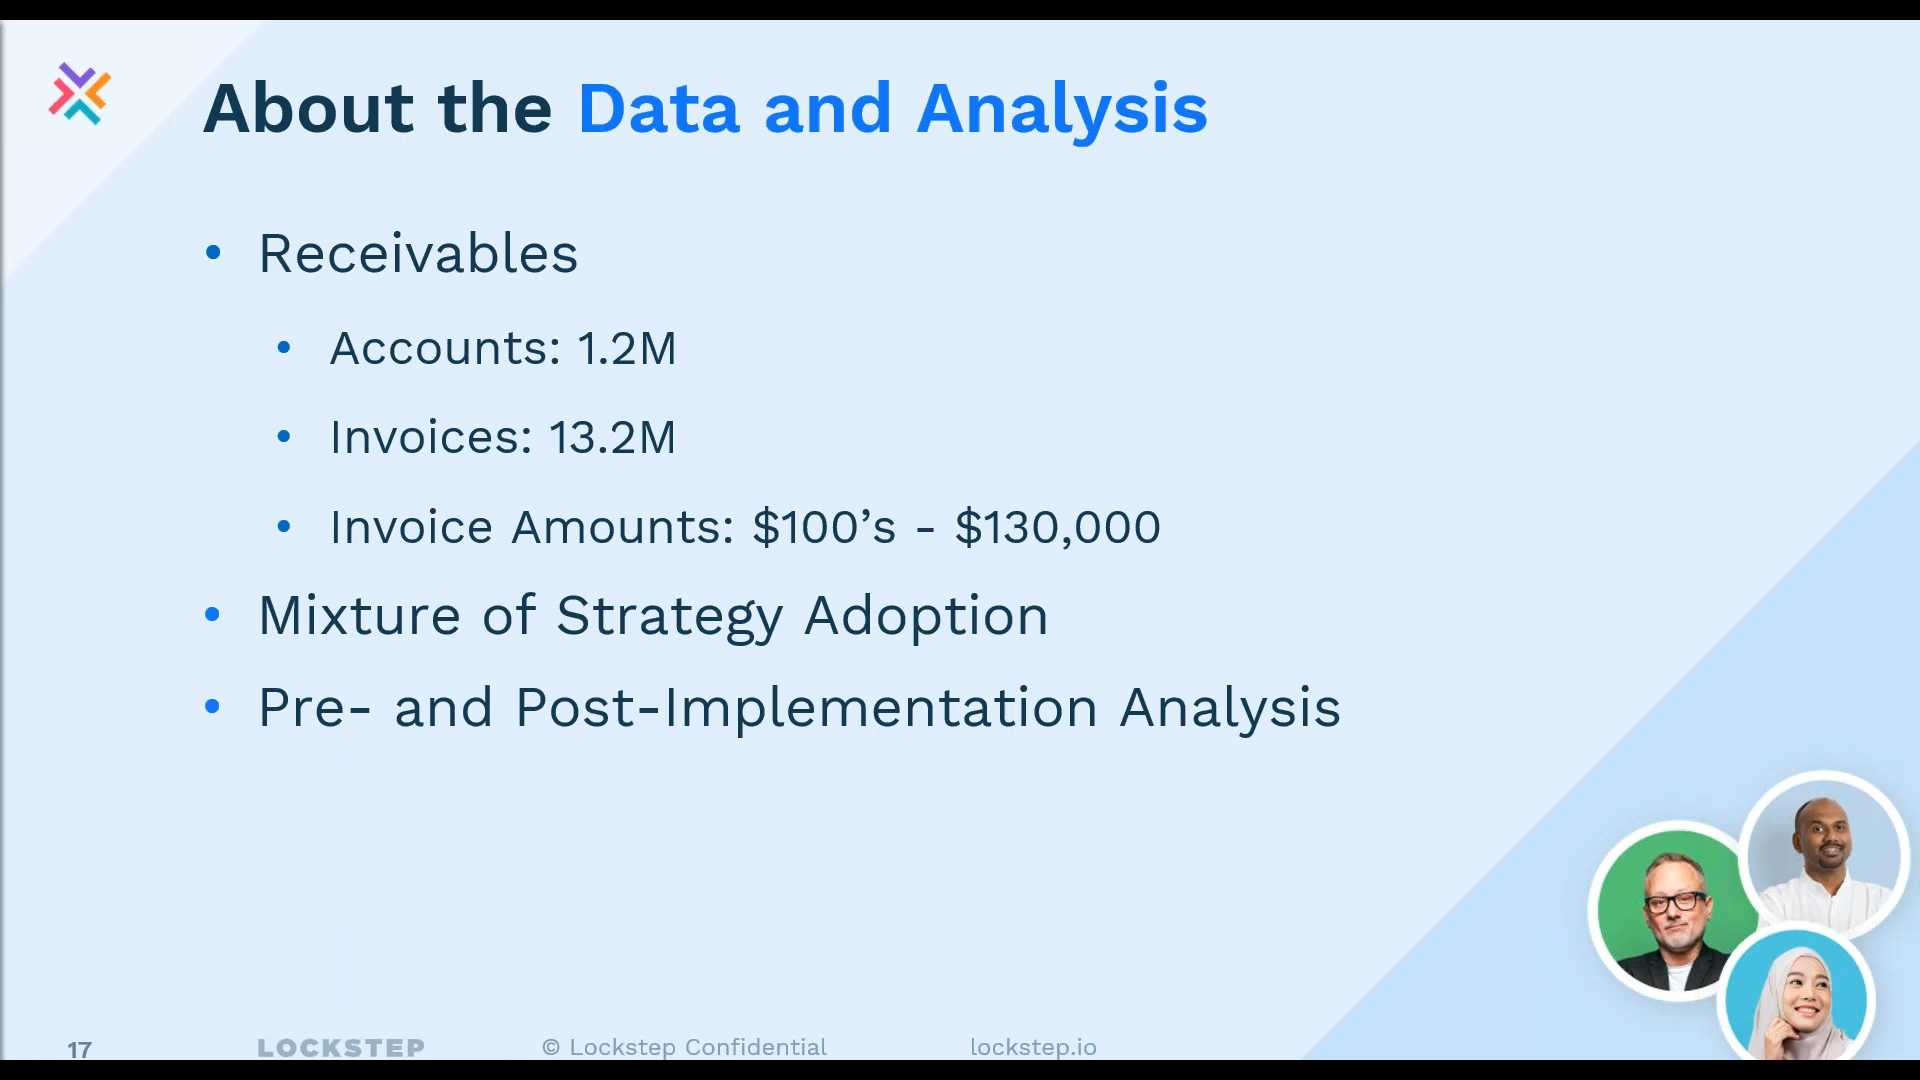 About the Data and Analysis
• Receivables
• Accounts: 1.2M
• Invoices: 13.2M
• Invoice Amounts: $100’s - $130,000
• Mixture of Strategy Adoption
• Pre- and Post-Implementation Analysis
17 LOCKSTEP © Lockstep Confidential lockstep.io